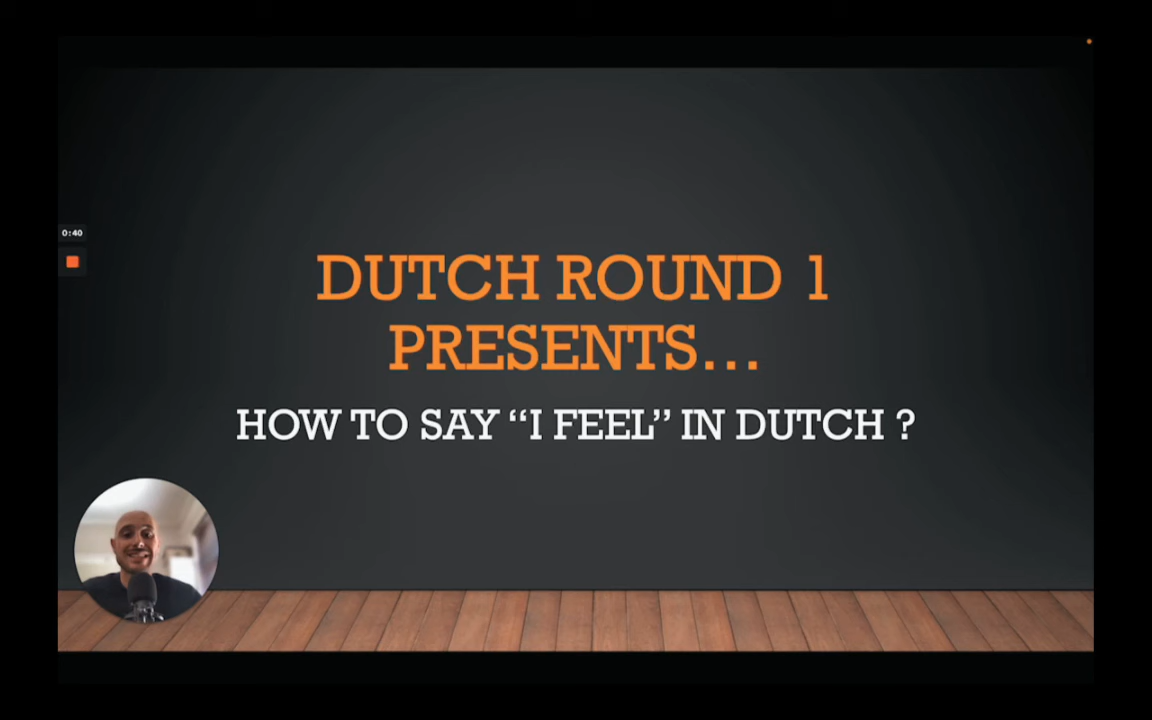 0:40
DUTCH ROUND 1
PRESENTS...
HOW TO SAY “I FEEL” IN DUTCH ?